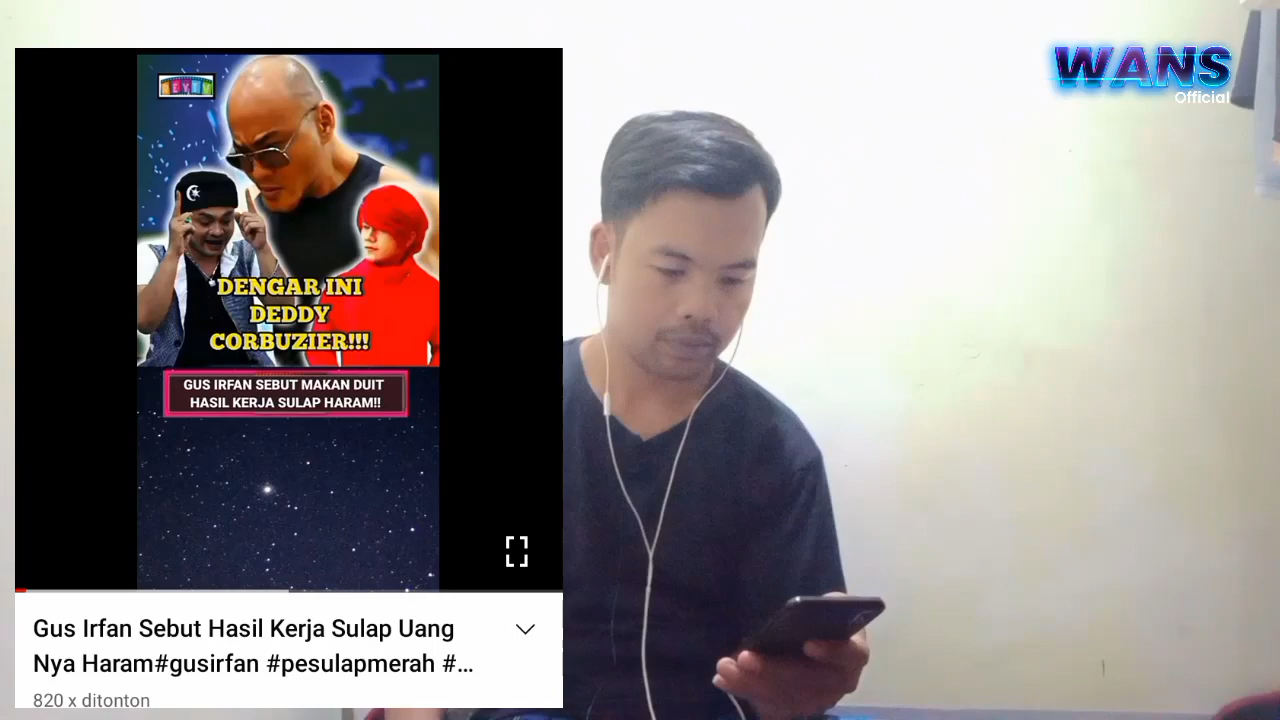 WANS
Official
DENGAR INI
DEDDY
CORBUZIER!!!
GUS IRFAN SEBUT MAKAN DUIT
HASIL KERJA SULAP HARAM!!
Gus Irfan Sebut Hasil Kerja Sulap Uang
Nya Haram#gusirfan #pesulapmerah #...
820 x ditonton